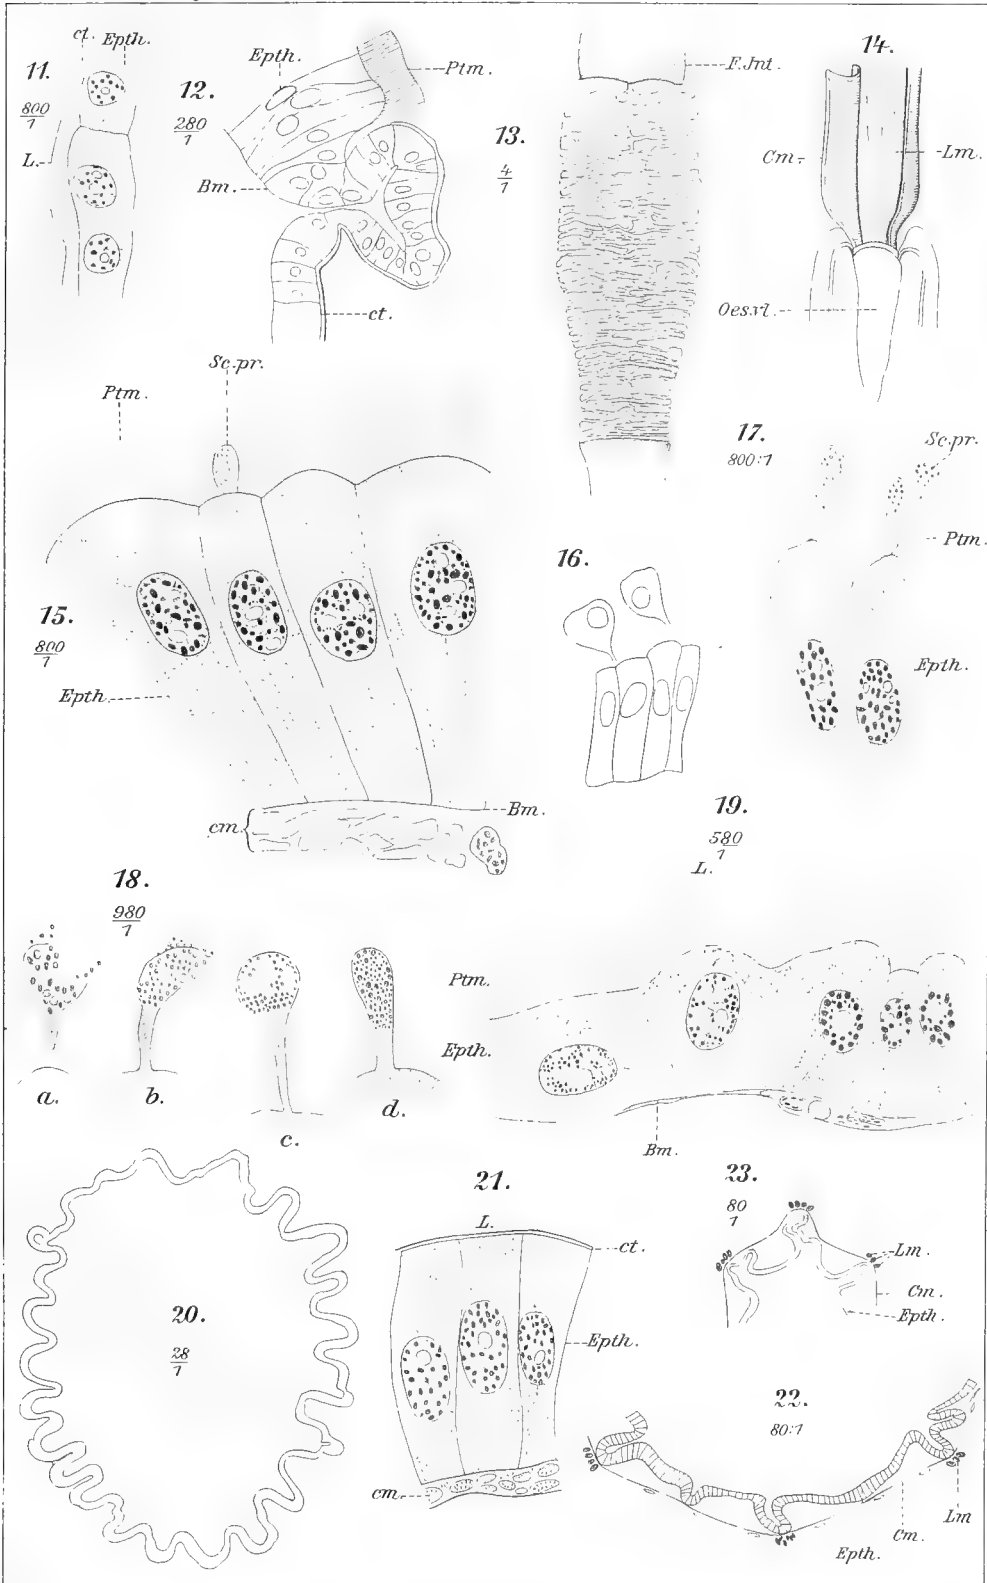 11.
800
1
ct. Epth.
L.
12.
280
1
Epth.
Ptm.
Bm.
ct.
13.
4
1
F.Jnt.
14.
Cm.
Lm.
Oes.vl.
15.
800
1
Ptm.
Sc.pr.
Epth.
cm.
Bm.
16.
17.
800:1
Sc.pr.
Ptm.
Epth.
18.
980
1
a.
b.
c.
d.
19.
580
1
L.
Ptm.
Epth.
Bm.
20.
28
1
21.
L.
ct.
Epth.
cm.
23.
80
1
Lm.
Cm.
Epth.
22.
80:1
Lm
Cm.
Epth.